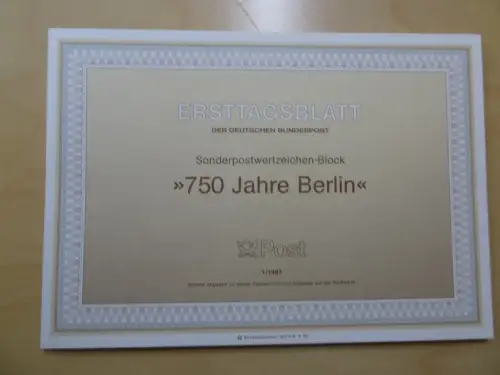 ERSTTAGSBLATT
DER DEUTSCHEN BUNDESPOST
Sonderpostwertzeichen-Block
»750 Jahre Berlin«
Post
1/1987